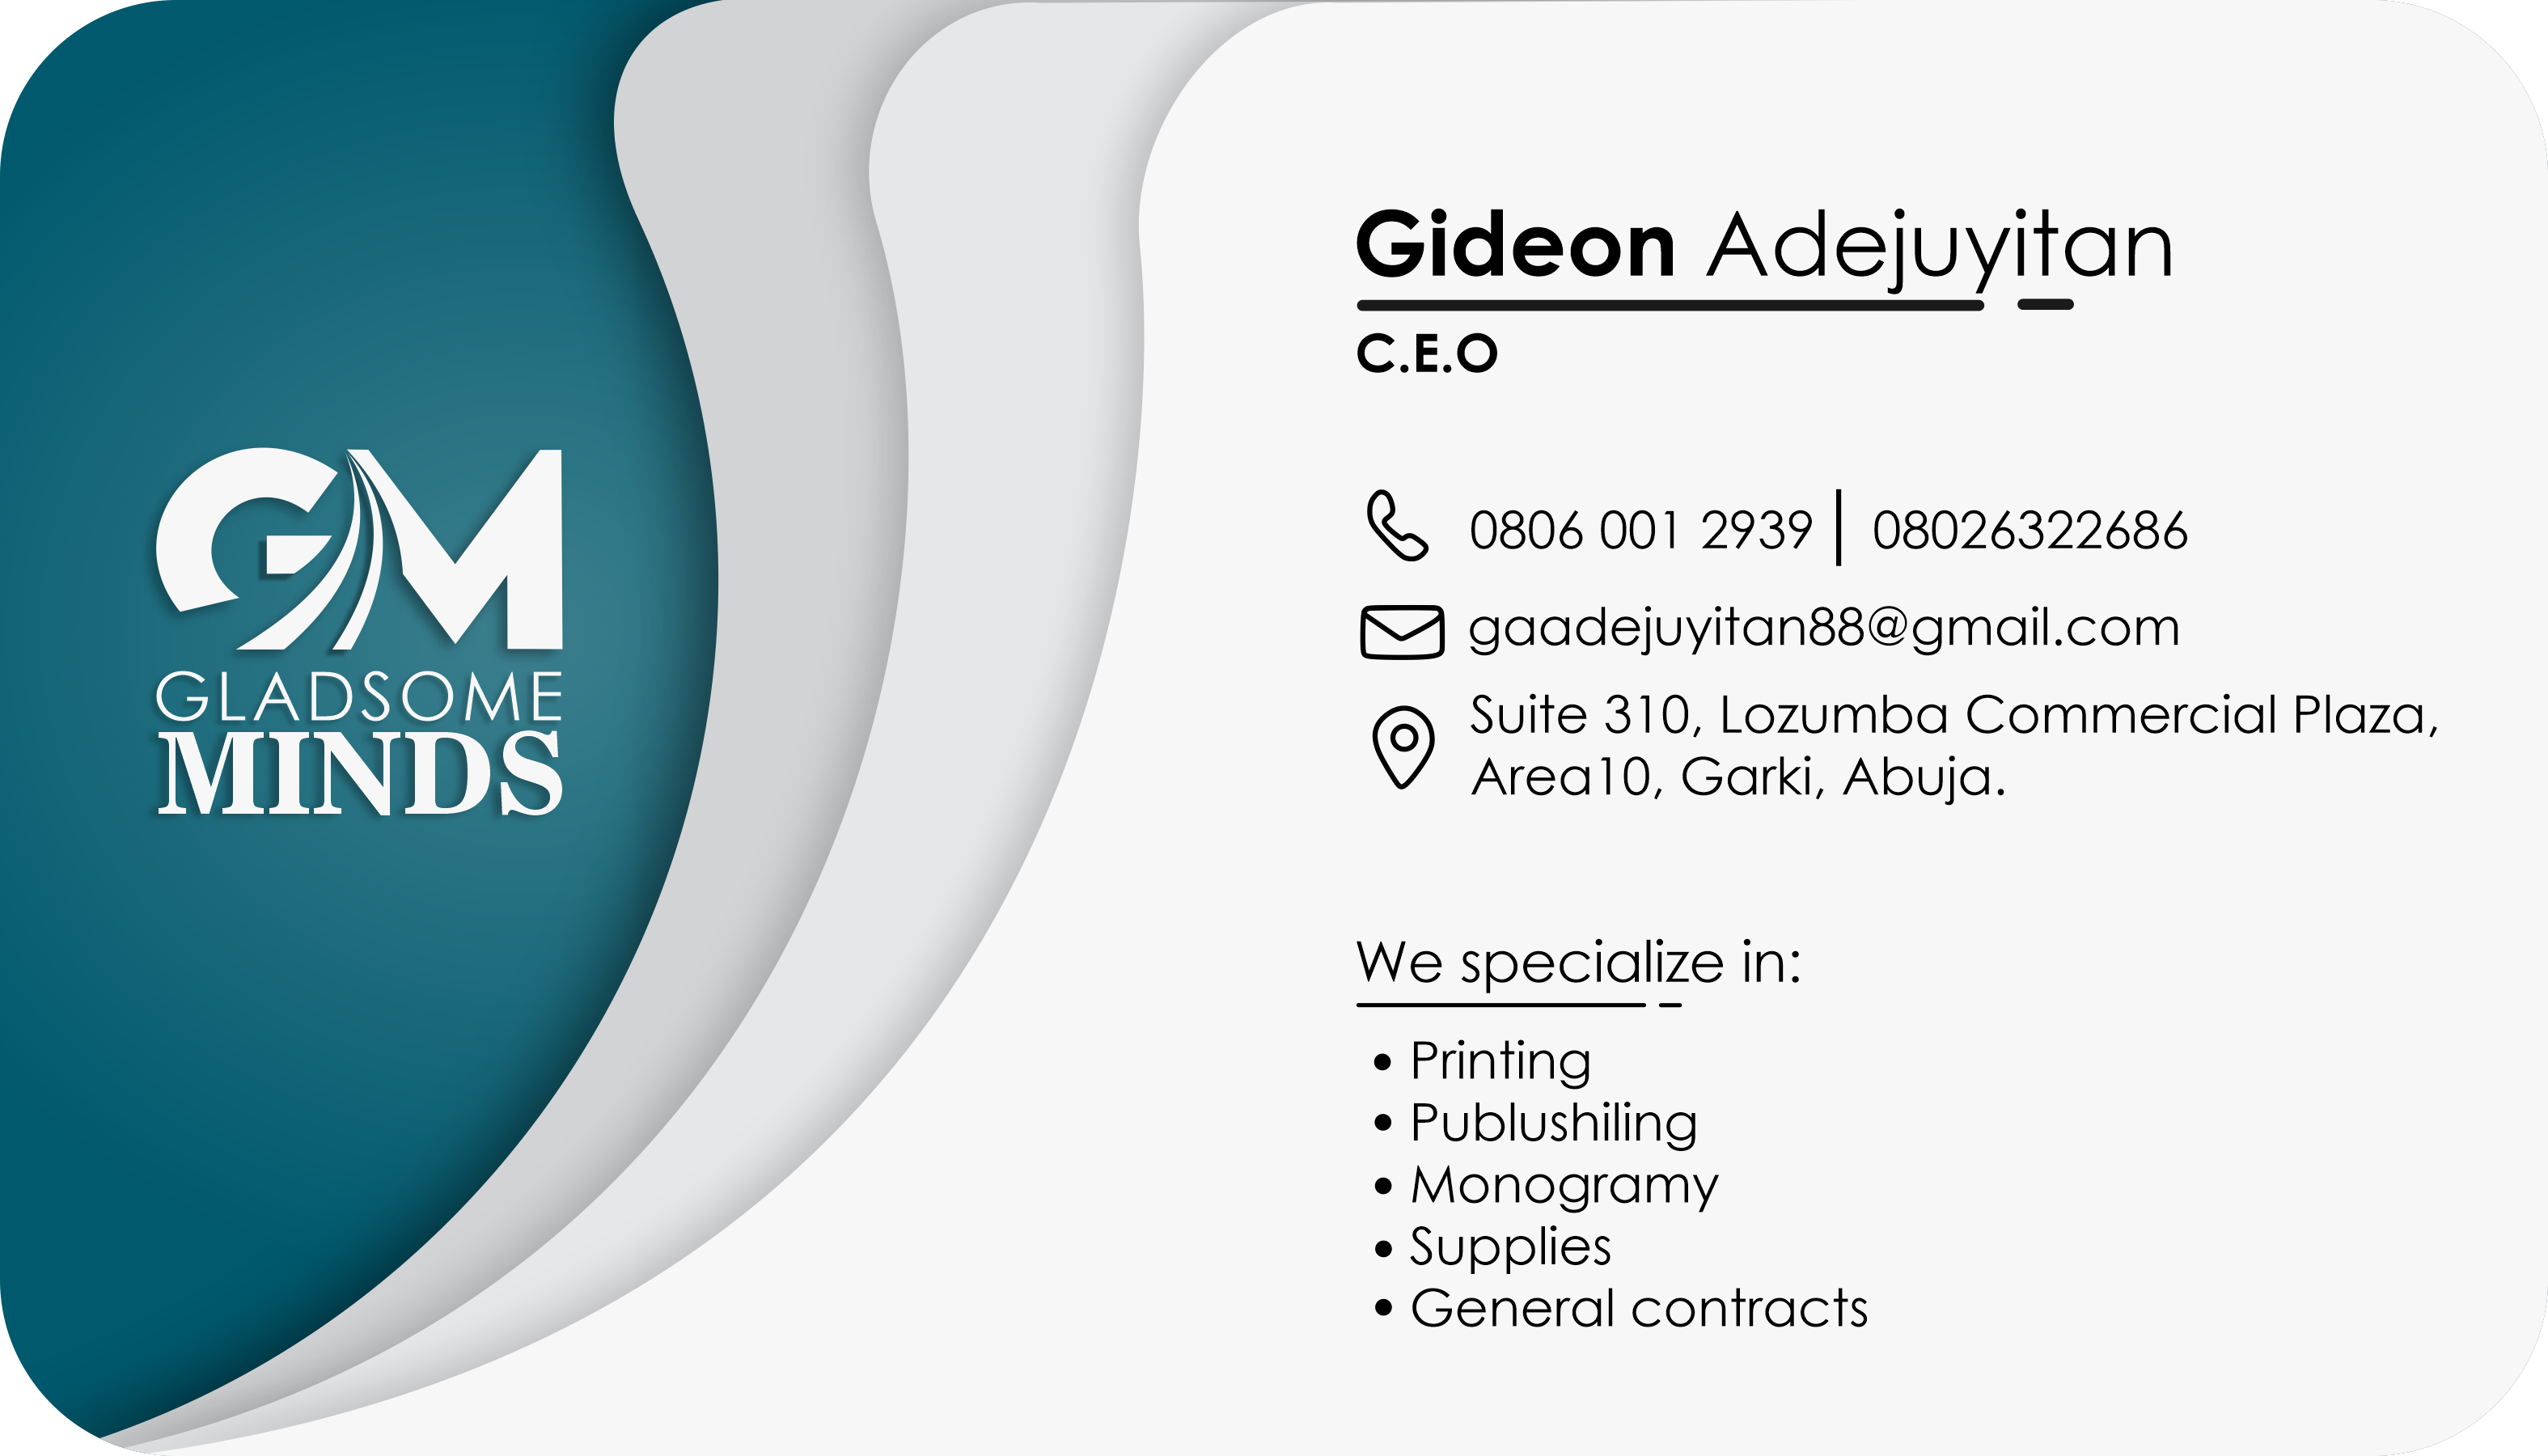 GM
GLADSOME
MINDS
Gideon Adejuyitan
C.E.O
0806 001 2939 | 08026322686
gaadejuyitan88@gmail.com
Suite 310, Lozumba Commercial Plaza,
Area10, Garki, Abuja.
We specialize in:
• Printing
• Publushiling
• Monogramy
• Supplies
• General contracts